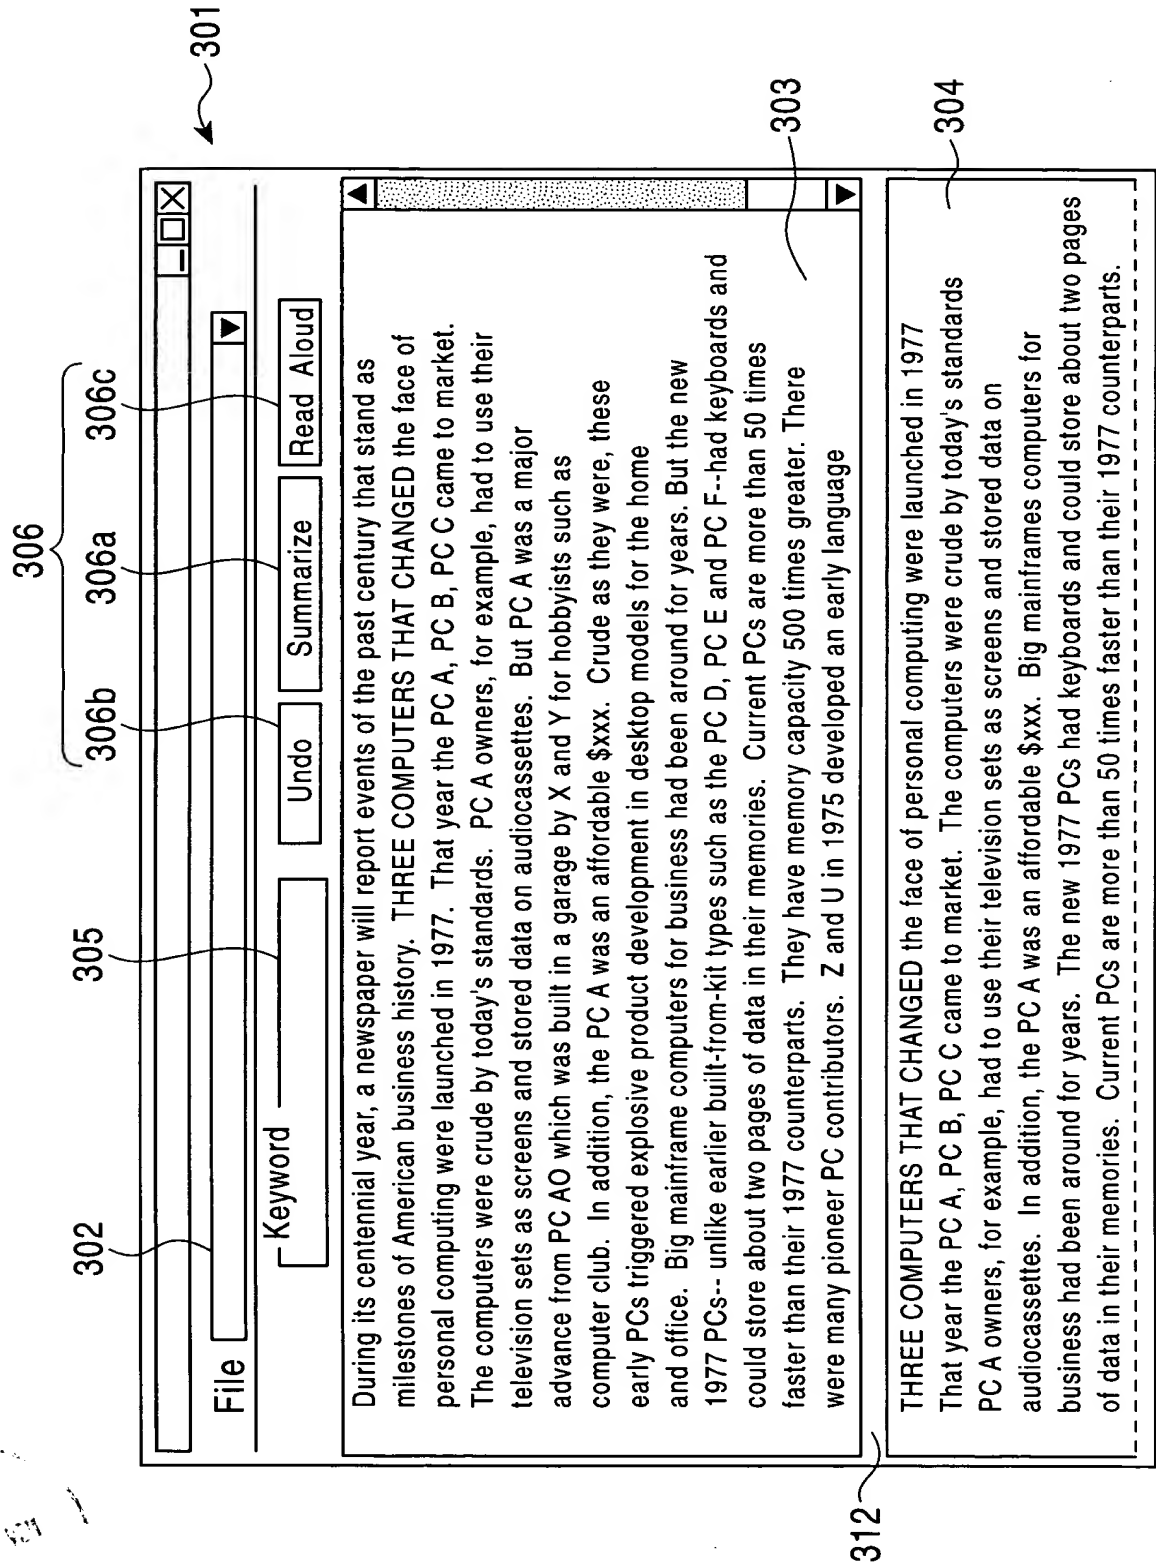 306
306b 306a 306c
302
305
301
File
Keyword
Undo
Summarize
Read Aloud
During its centennial year, a newspaper will report events of the past century that stand as
milestones of American business history. THREE COMPUTERS THAT CHANGED the face of
personal computing were launched in 1977. That year the PC A, PC B, PC C came to market.
The computers were crude by today's standards. PC A owners, for example, had to use their
television sets as screens and stored data on audiocassettes. But PC A was a major
advance from PC AO which was built in a garage by X and Y for hobbyists such as
computer club. In addition, the PC A was an affordable $xxx. Crude as they were, these
early PCs triggered explosive product development in desktop models for the home
and office. Big mainframe computers for business had been around for years. But the new
1977 PCs-- unlike earlier built-from-kit types such as the PC D, PC E and PC F--had keyboards and
could store about two pages of data in their memories. Current PCs are more than 50 times
faster than their 1977 counterparts. They have memory capacity 500 times greater. There
were many pioneer PC contributors. Z and U in 1975 developed an early language
303
312
THREE COMPUTERS THAT CHANGED the face of personal computing were launched in 1977
That year the PC A, PC B, PC C came to market. The computers were crude by today's standards
PC A owners, for example, had to use their television sets as screens and stored data on
audiocassettes. In addition, the PC A was an affordable $xxx. Big mainframes computers for
business had been around for years. The new 1977 PCs had keyboards and could store about two pages
of data in their memories. Current PCs are more than 50 times faster than their 1977 counterparts.
304